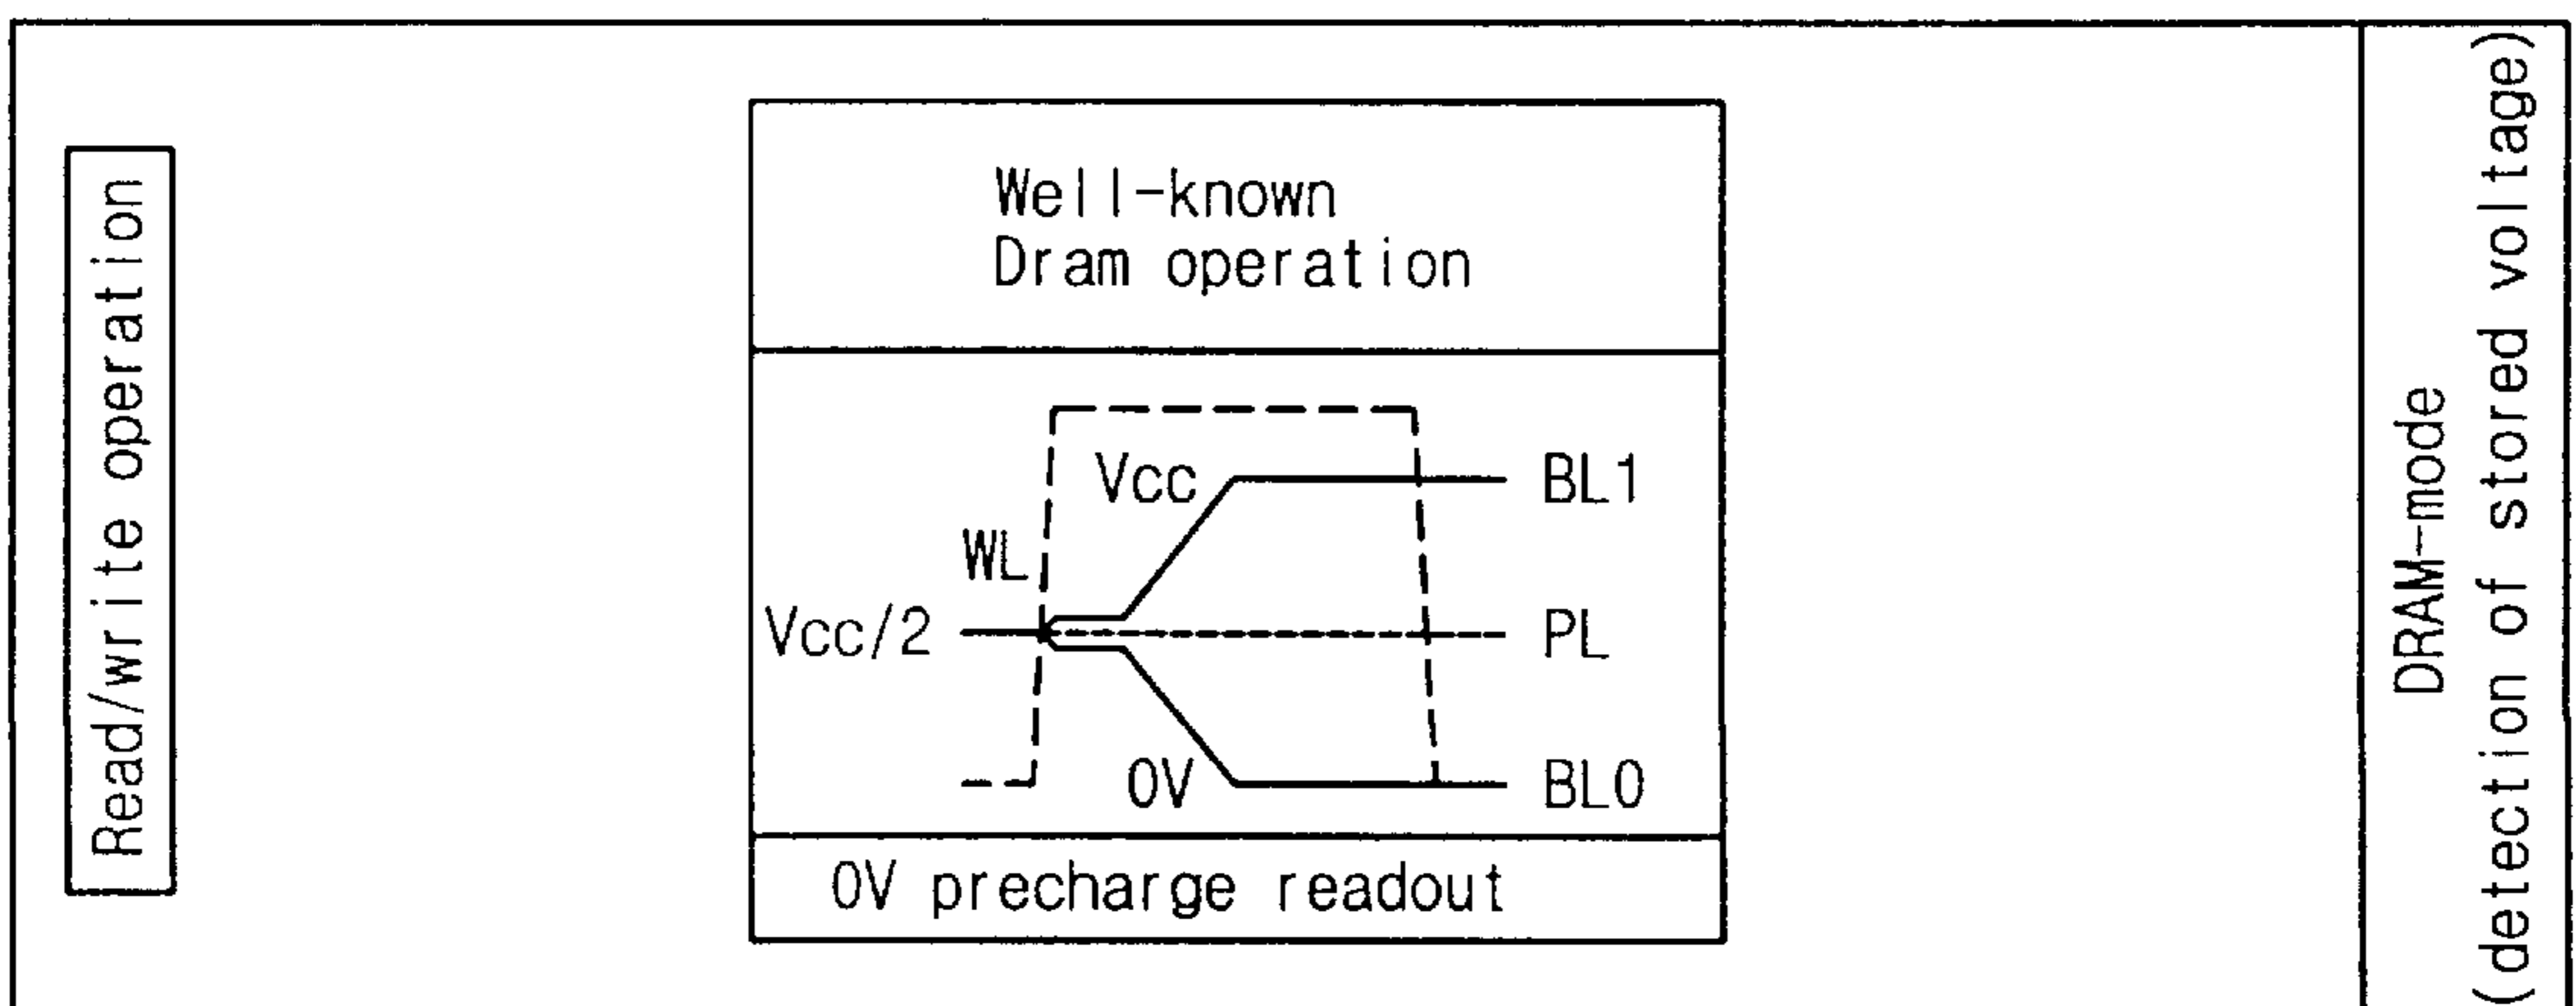 Read/write operation
Well-known
Dram operation
Vcc
BL1
WL
Vcc/2
PL
0V
BL0
0V precharge readout
DRAM-mode
(detection of stored voltage)